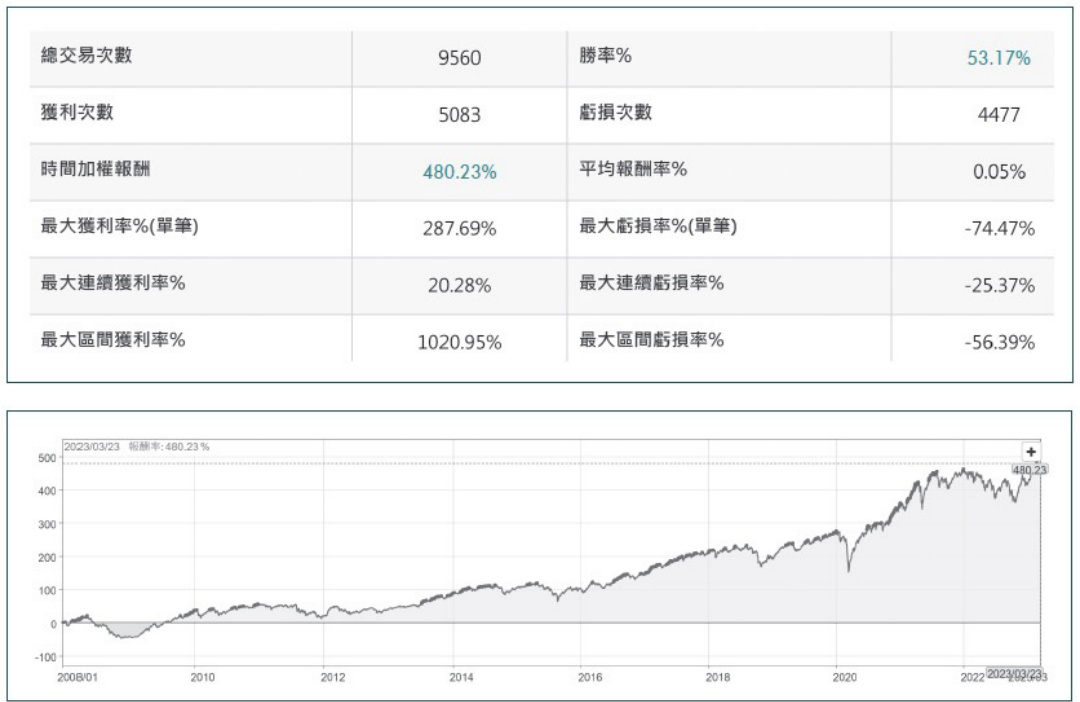 總交易次數 9560 勝率% 53.17%
獲利次數 5083 虧損次數 4477
時間加權報酬 480.23% 平均報酬率% 0.05%
最大獲利率%(單筆) 287.69% 最大虧損率%(單筆) -74.47%
最大連續獲利率% 20.28% 最大連續虧損率% -25.37%
最大區間獲利率% 1020.95% 最大區間虧損率% -56.39%
2023/03/23 報酬率:480.23%
+
500
480.23
400
300
200
100
0
-100
2008/01 2010 2012 2014 2016 2018 2020 2022 2023/03/23